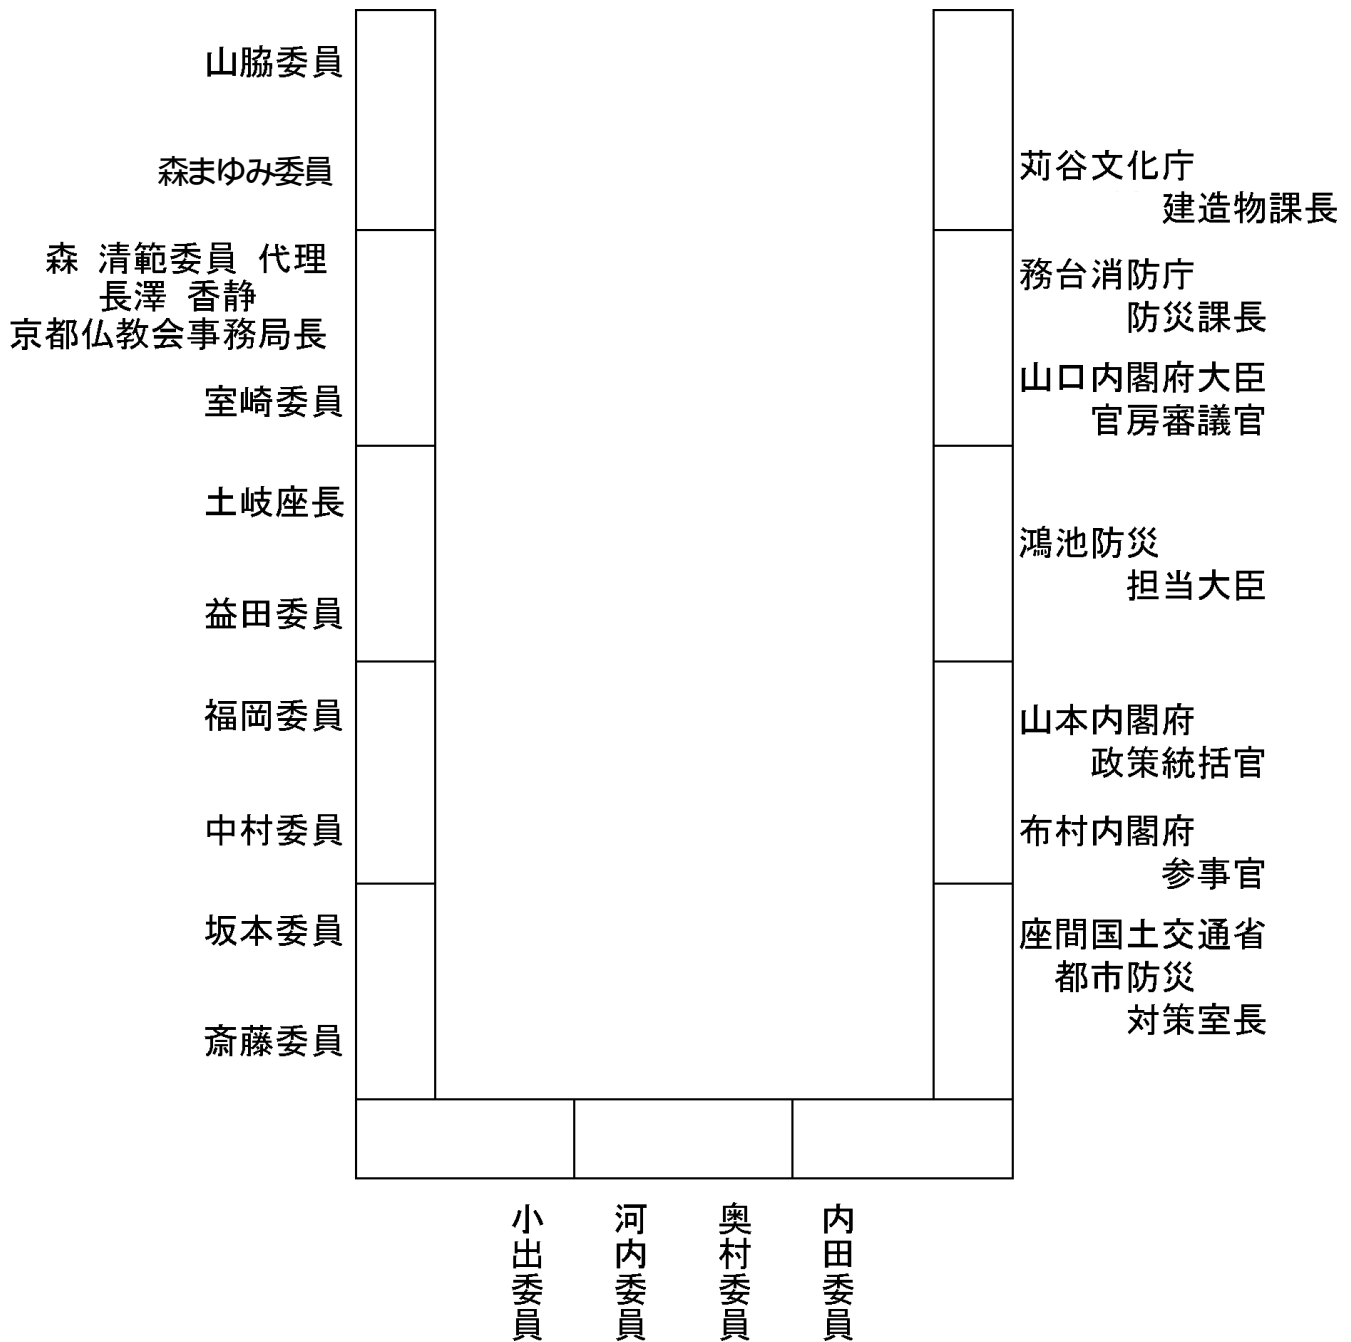 山脇委員
森まゆみ委員
森 清範委員 代理
長澤 香静
京都仏教会事務局長
室崎委員
土岐座長
益田委員
福岡委員
中村委員
坂本委員
斎藤委員
苅谷文化庁
建造物課長
務台消防庁
防災課長
山口内閣府大臣
官房審議官
鴻池防災
担当大臣
山本内閣府
政策統括官
布村内閣府
参事官
座間国土交通省
都市防災
対策室長
小出委員
河内委員
奥村委員
内田委員